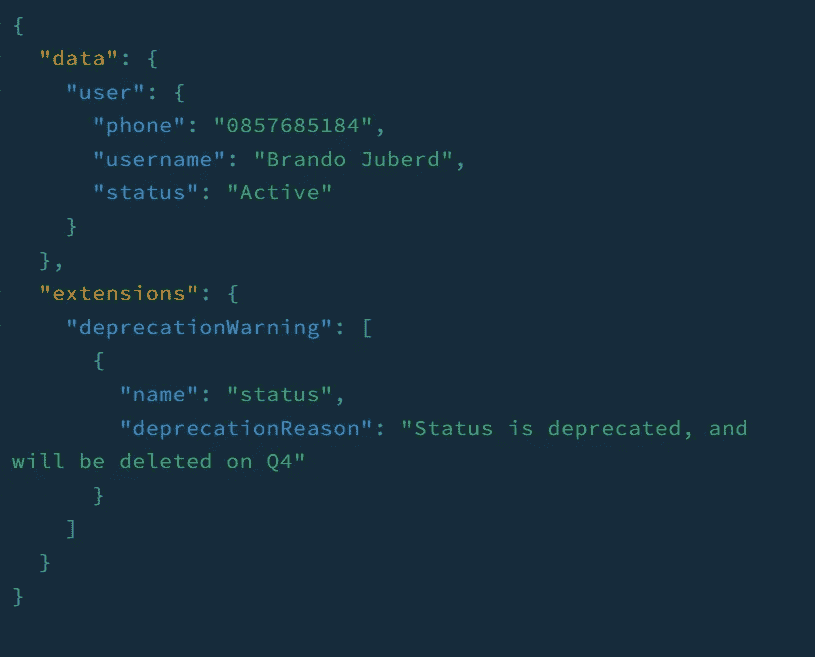 {
  "data": {
    "user": {
      "phone": "0857685184",
      "username": "Brando Juberd",
      "status": "Active"
    }
  },
  "extensions": {
    "deprecationWarning": [
      {
        "name": "status",
        "deprecationReason": "Status is deprecated, and
will be deleted on Q4"
      }
    ]
  }
}